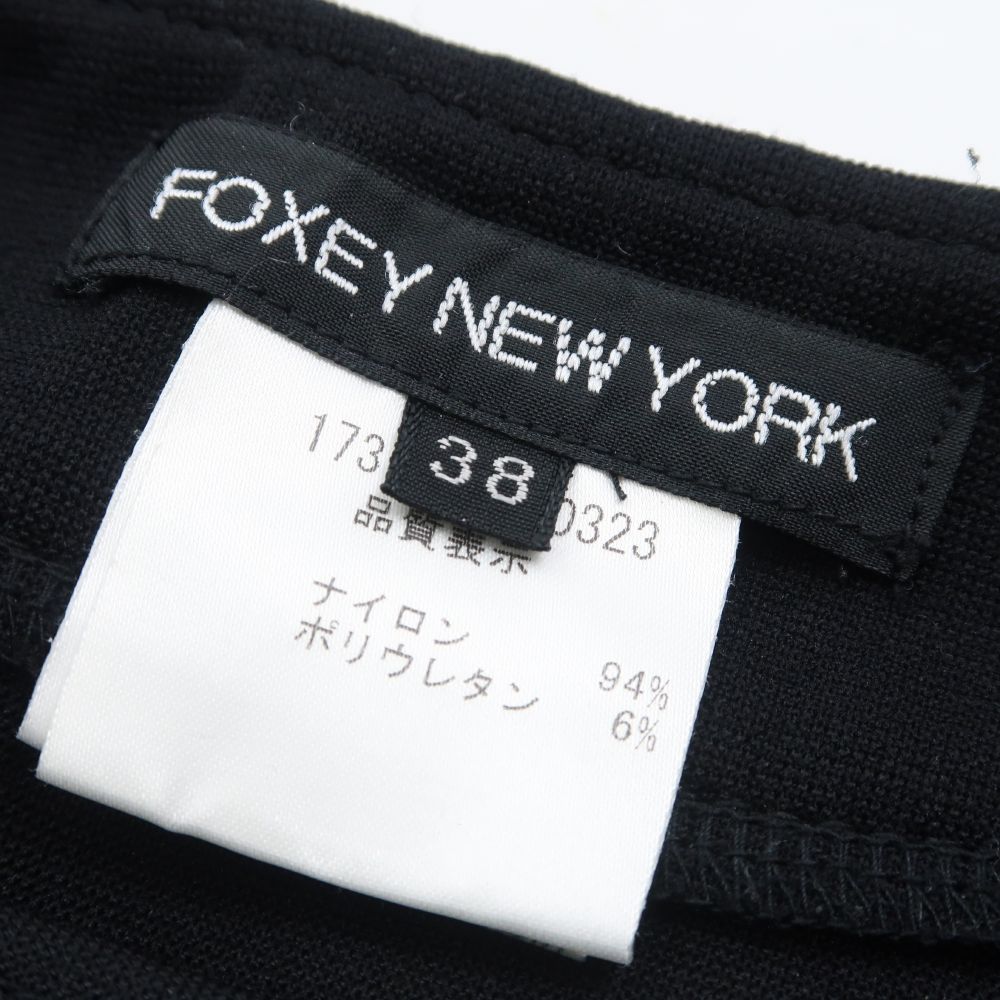 FOXEY NEW YORK
38
173 0323
品質表示
ナイロン 94%
ポリウレタン 6%